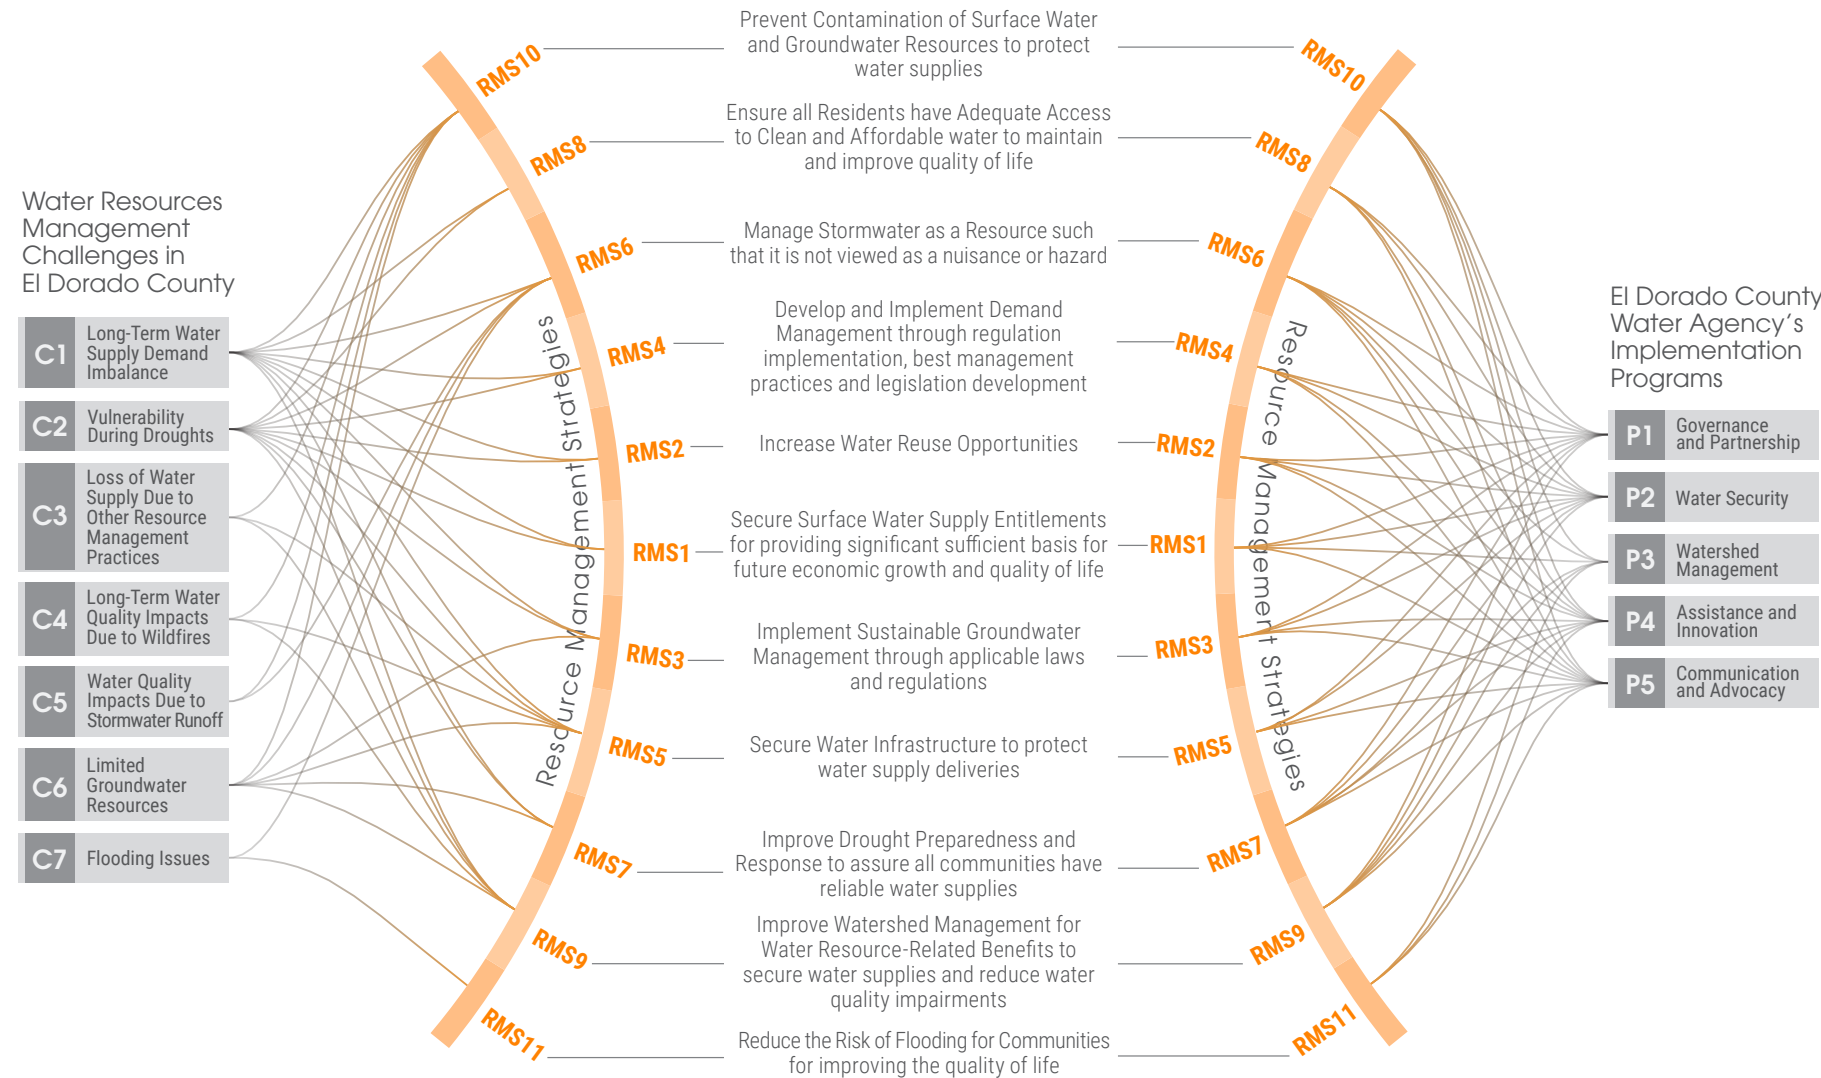 Water Resources
Management
Challenges in
El Dorado County
C1
Long-Term Water
Supply Demand
Imbalance
C2
Vulnerability
During Droughts
C3
Loss of Water
Supply Due to
Other Resource
Management
Practices
C4
Long-Term Water
Quality Impacts
Due to Wildfires
C5
Water Quality
Impacts Due to
Stormwater Runoff
C6
Limited
Groundwater
Resources
C7
Flooding Issues
Resource Management Strategies
RMS10
RMS8
RMS6
RMS4
RMS2
RMS1
RMS3
RMS5
RMS7
RMS9
RMS11
Prevent Contamination of Surface Water
and Groundwater Resources to protect
water supplies
Ensure all Residents have Adequate Access
to Clean and Affordable water to maintain
and improve quality of life
Manage Stormwater as a Resource such
that it is not viewed as a nuisance or hazard
Develop and Implement Demand
Management through regulation
implementation, best management
practices and legislation development
Increase Water Reuse Opportunities
Secure Surface Water Supply Entitlements
for providing significant sufficient basis for
future economic growth and quality of life
Implement Sustainable Groundwater
Management through applicable laws
and regulations
Secure Water Infrastructure to protect
water supply deliveries
Improve Drought Preparedness and
Response to assure all communities have
reliable water supplies
Improve Watershed Management for
Water Resource-Related Benefits to
secure water supplies and reduce water
quality impairments
Reduce the Risk of Flooding for Communities
for improving the quality of life
RMS10
RMS8
RMS6
RMS4
RMS2
RMS1
RMS3
RMS5
RMS7
RMS9
RMS11
Resource Management Strategies
El Dorado County
Water Agency's
Implementation
Programs
P1
Governance
and Partnership
P2
Water Security
P3
Watershed
Management
P4
Assistance and
Innovation
P5
Communication
and Advocacy